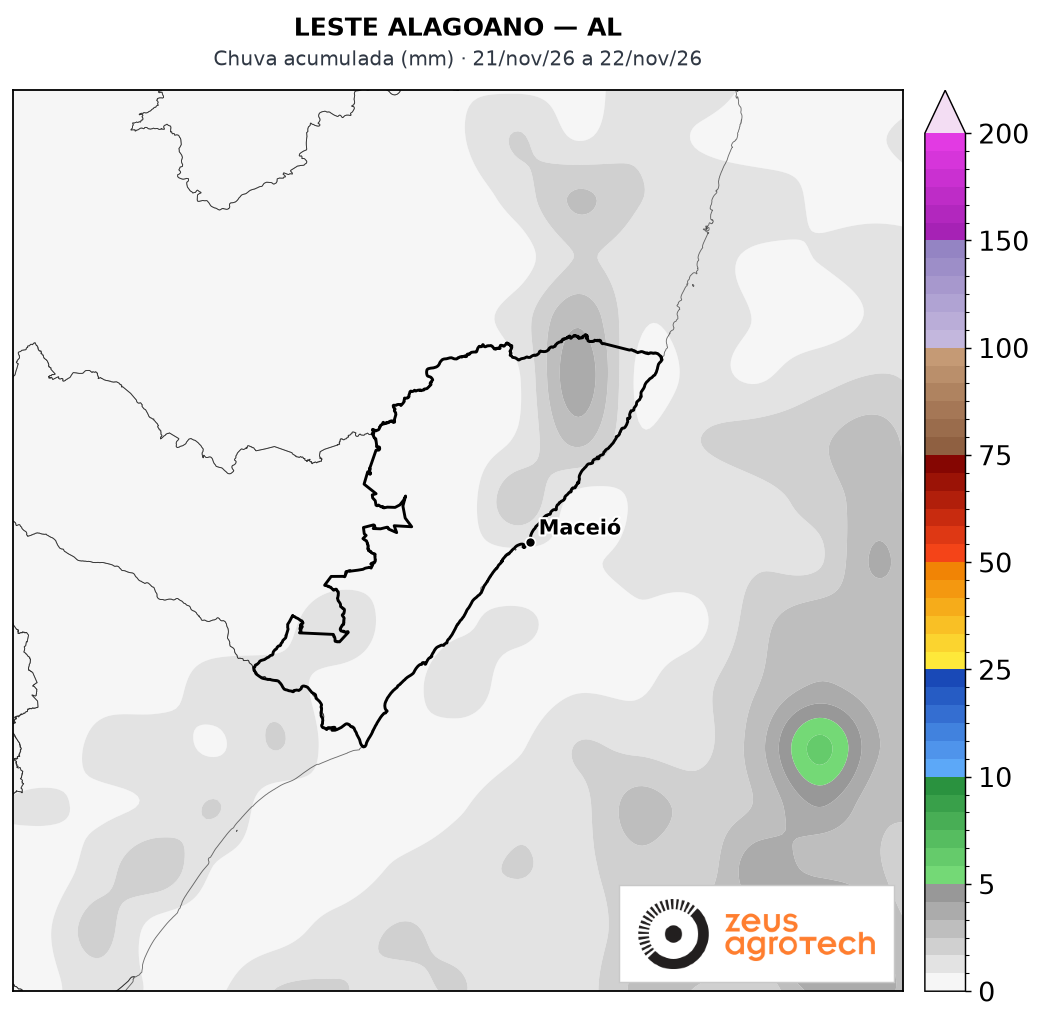 LESTE ALAGOANO — AL
Chuva acumulada (mm) · 21/nov/26 a 22/nov/26
200
150
100
75
50
25
10
5
0
Maceió
zeus
agrotech